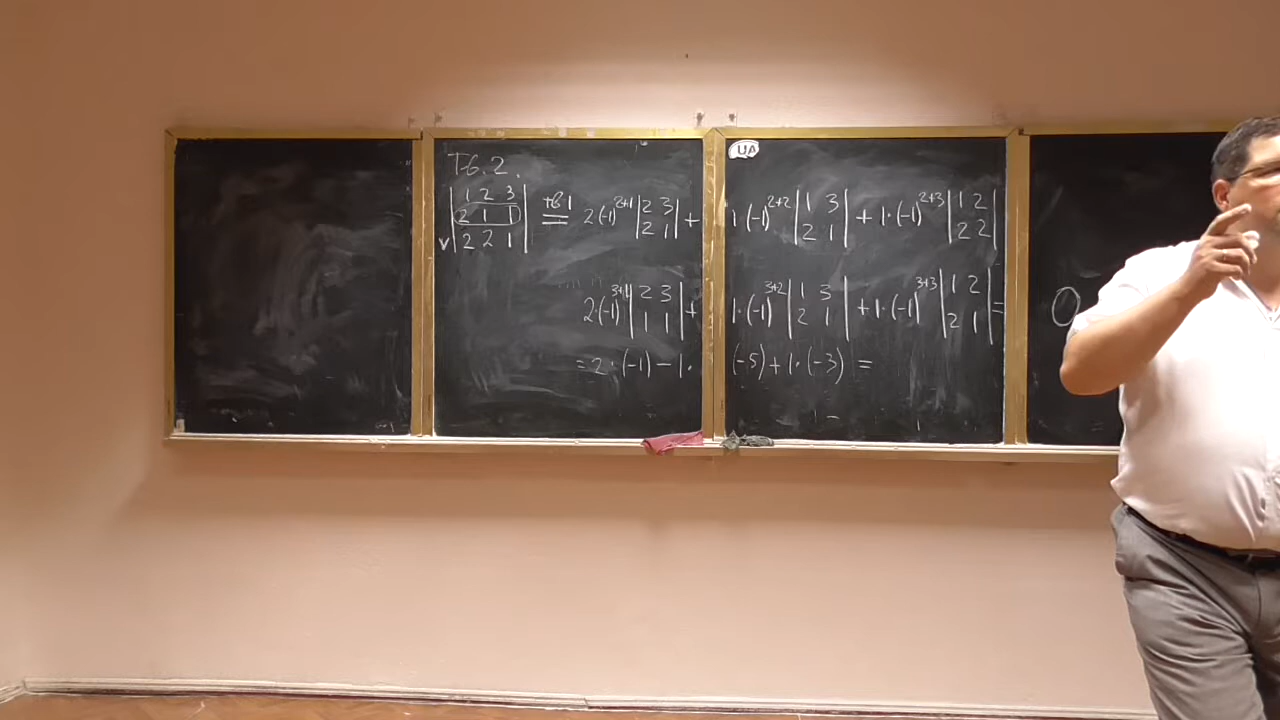 Тв. 2.
UA
| 1 2 3 |
| 2 1 1 | тв 1 = 2·(-1)^{2+1} | 2 3 | + 1·(-1)^{2+2} | 1 3 | + 1·(-1)^{2+3} | 1 2 |
v | 2 2 1 | | 2 1 | | 2 1 | | 2 2 |
2·(-1)^{3+1} | 2 3 | + 1·(-1)^{3+2} | 1 3 | + 1·(-1)^{3+3} | 1 2 | = 0
| 1 1 | | 2 1 | | 2 1 |
= 2·(-1) - 1·(-5) + 1·(-3) =